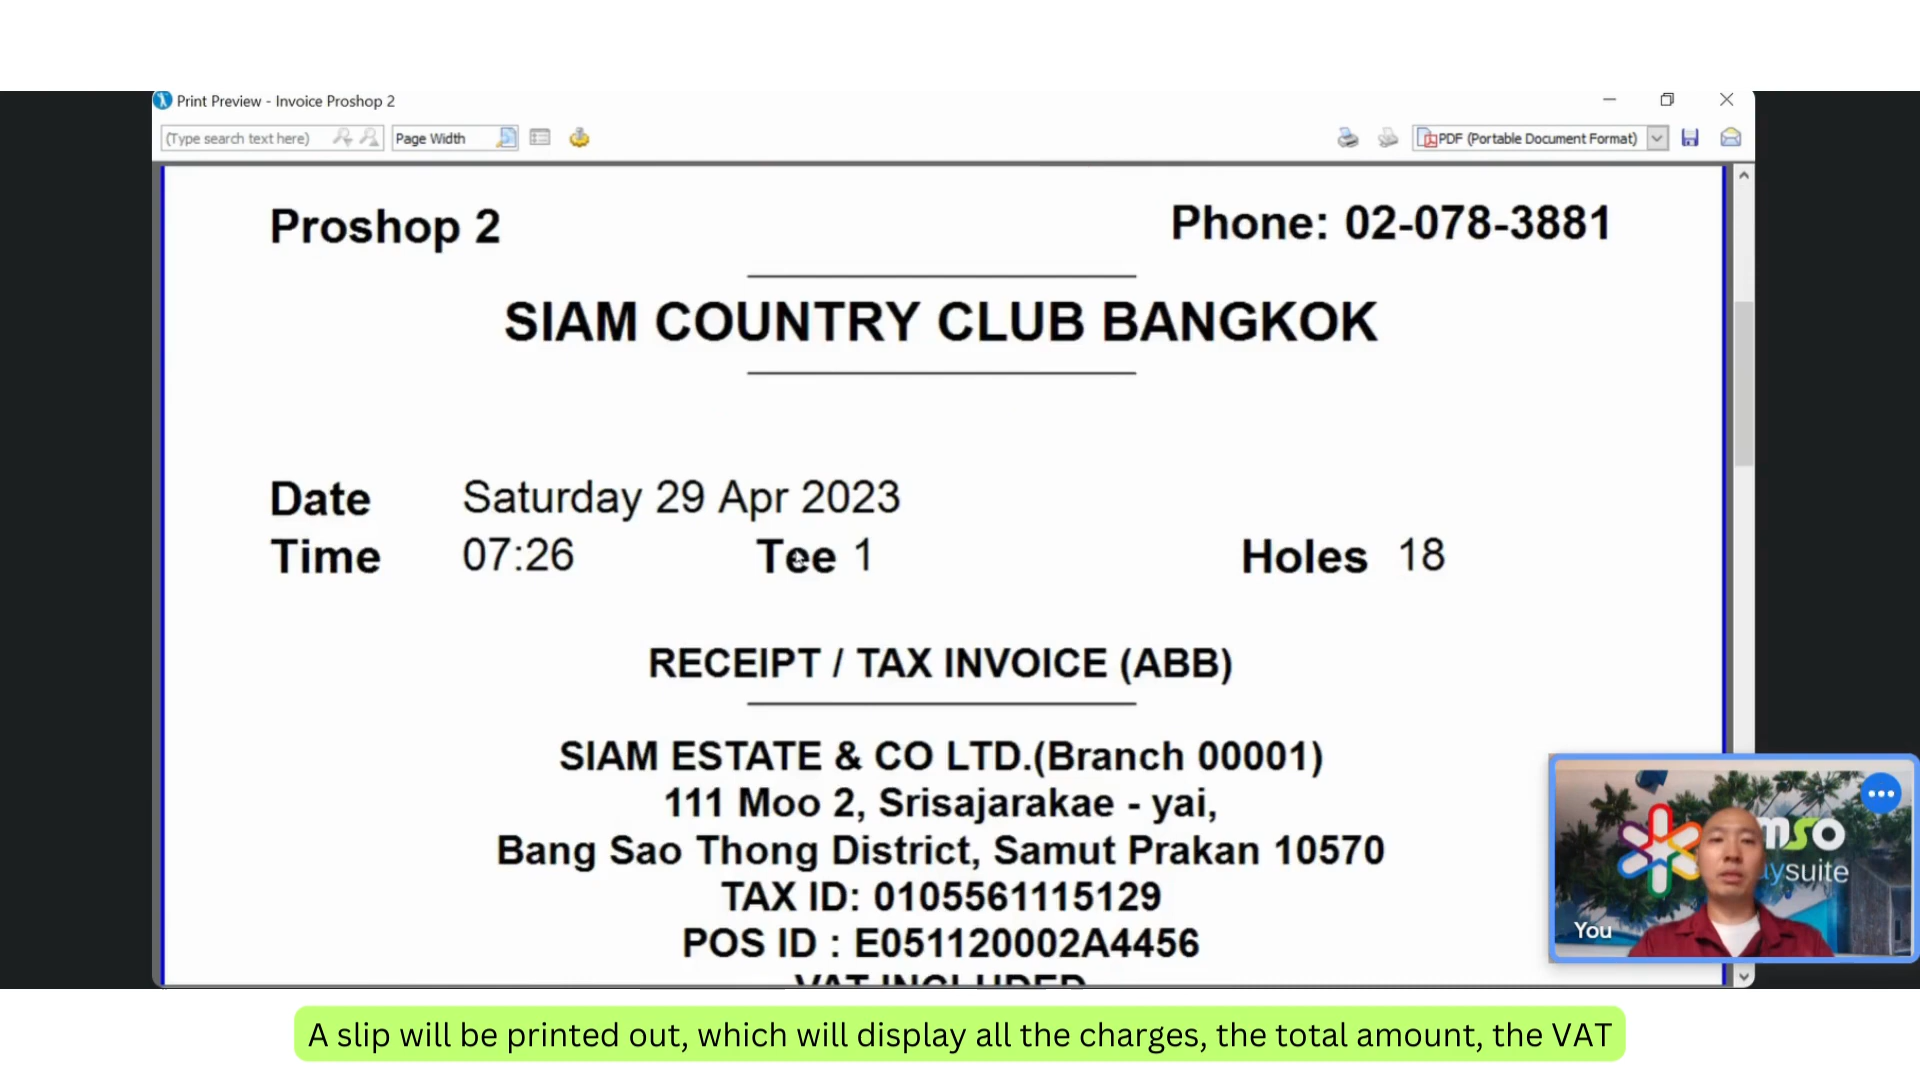 Print Preview - Invoice Proshop 2
(Type search text here)
Page Width
PDF (Portable Document Format)
Proshop 2
Phone: 02-078-3881
SIAM COUNTRY CLUB BANGKOK
Date Saturday 29 Apr 2023
Time 07:26 Tee 1 Holes 18
RECEIPT / TAX INVOICE (ABB)
SIAM ESTATE & CO LTD.(Branch 00001)
111 Moo 2, Srisajarakae - yai,
Bang Sao Thong District, Samut Prakan 10570
TAX ID: 0105561115129
POS ID : E051120002A4456
VAT INCLUDED
mso
ysuite
You
A slip will be printed out, which will display all the charges, the total amount, the VAT